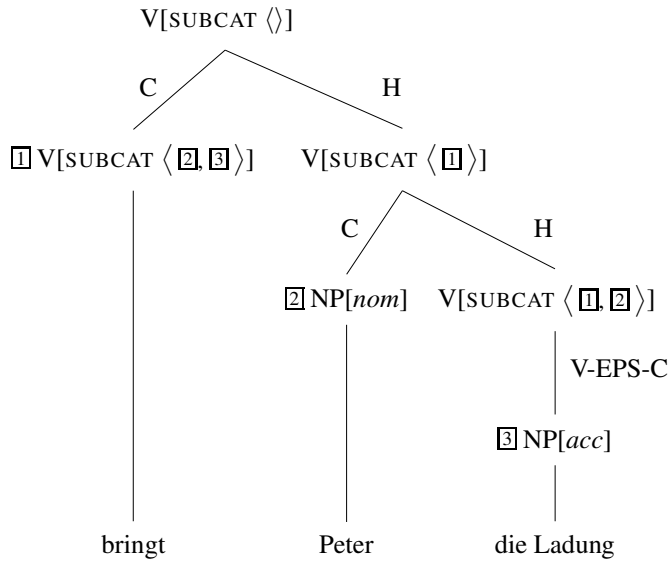 V[SUBCAT ⟨⟩]
C H
1 V[SUBCAT ⟨ 2, 3 ⟩] V[SUBCAT ⟨ 1 ⟩]
C H
2 NP[nom] V[SUBCAT ⟨ 1, 2 ⟩]
V-EPS-C
3 NP[acc]
bringt Peter die Ladung